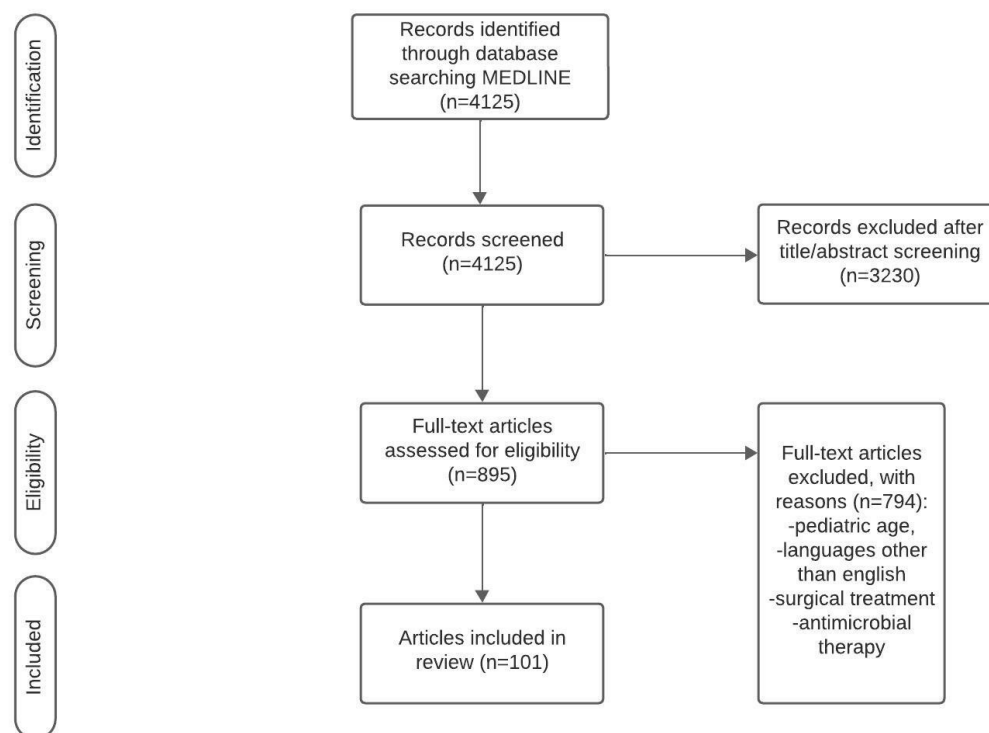 Identification
Records identified
through database
searching MEDLINE
(n=4125)
Screening
Records screened
(n=4125)
Records excluded after
title/abstract screening
(n=3230)
Eligibility
Full-text articles
assessed for eligibility
(n=895)
Full-text articles
excluded, with
reasons (n=794):
-pediatric age,
-languages other
than english
-surgical treatment
-antimicrobial
therapy
Included
Articles included in
review (n=101)